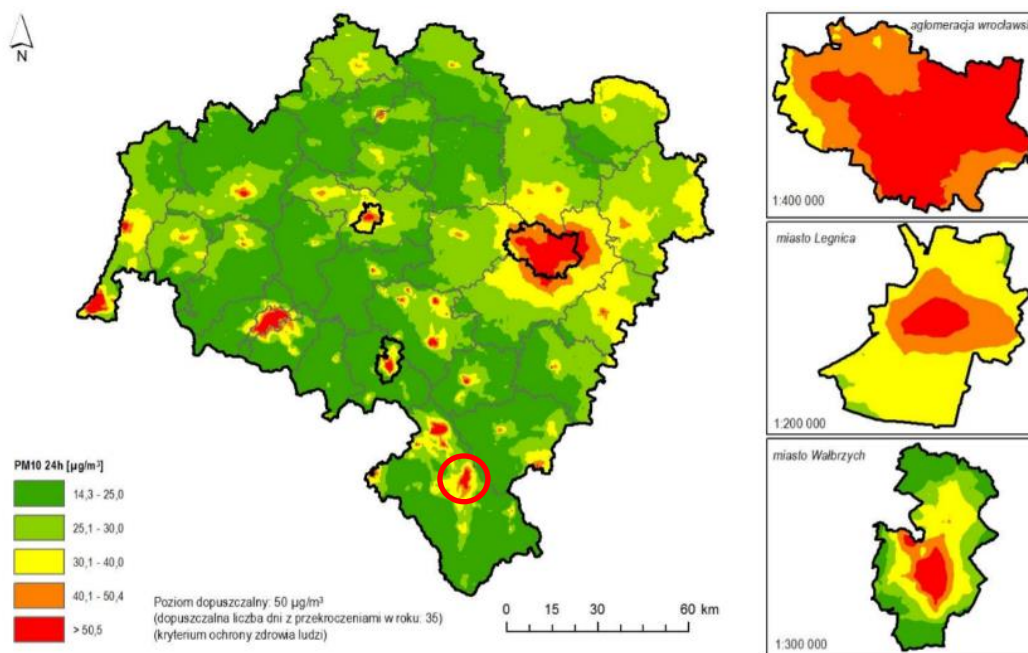 N
PM10 24h [µg/m³]
14,3 - 25,0
25,1 - 30,0
30,1 - 40,0
40,1 - 50,4
> 50,5
Poziom dopuszczalny: 50 µg/m³
(dopuszczalna liczba dni z przekroczeniami w roku: 35)
(kryterium ochrony zdrowia ludzi)
0 15 30 60 km
aglomeracja wrocławsk
1:400 000
miasto Legnica
1:200 000
miasto Wałbrzych
1:300 000